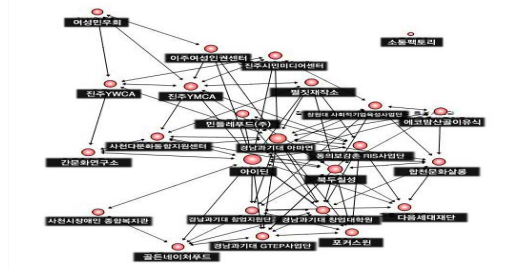 여성민우회
소통팩토리
이주여성인권센터
진주시민미디어센터
진주YWCA
진주YMCA
빌짓재작소
민들레푸드(주)
창원대 사회적기업육성사업단
에코맘산골이유식
사천다문화통합지원센터
경남과기대 아마연
간문화연구소
아이딘
동의보감촌 RIS사업단
합천문화살롱
북두칠성
사천시장애인 종합복지관
경남과기대 창업지원단
경남과기대 창업대학원
다음세대재단
골든네이처푸드
경남과기대 GTEP사업단
포커스윈